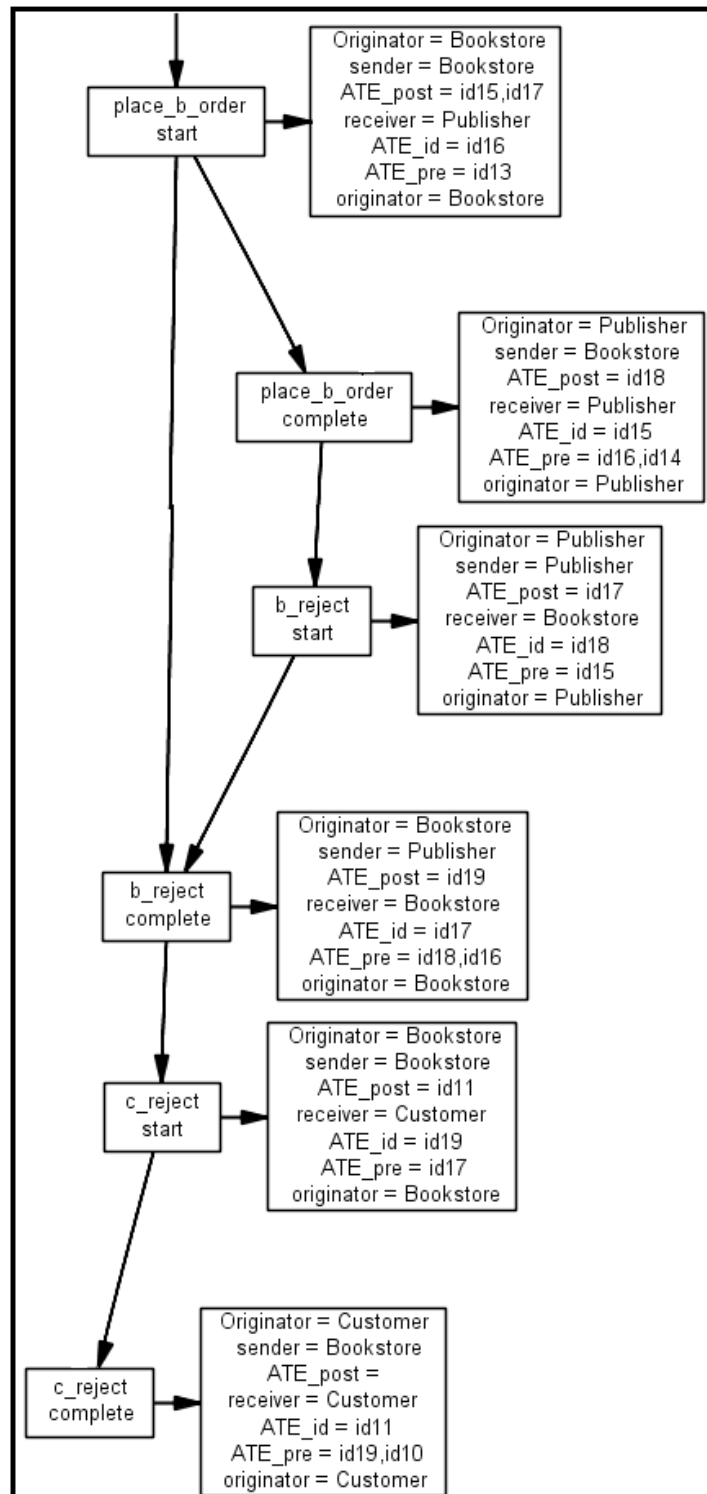 place_b_order
start
Originator = Bookstore
sender = Bookstore
ATE_post = id15,id17
receiver = Publisher
ATE_id = id16
ATE_pre = id13
originator = Bookstore
place_b_order
complete
Originator = Publisher
sender = Bookstore
ATE_post = id18
receiver = Publisher
ATE_id = id15
ATE_pre = id16,id14
originator = Publisher
b_reject
start
Originator = Publisher
sender = Publisher
ATE_post = id17
receiver = Bookstore
ATE_id = id18
ATE_pre = id15
originator = Publisher
b_reject
complete
Originator = Bookstore
sender = Publisher
ATE_post = id19
receiver = Bookstore
ATE_id = id17
ATE_pre = id18,id16
originator = Bookstore
c_reject
start
Originator = Bookstore
sender = Bookstore
ATE_post = id11
receiver = Customer
ATE_id = id19
ATE_pre = id17
originator = Bookstore
c_reject
complete
Originator = Customer
sender = Bookstore
ATE_post =
receiver = Customer
ATE_id = id11
ATE_pre = id19,id10
originator = Customer